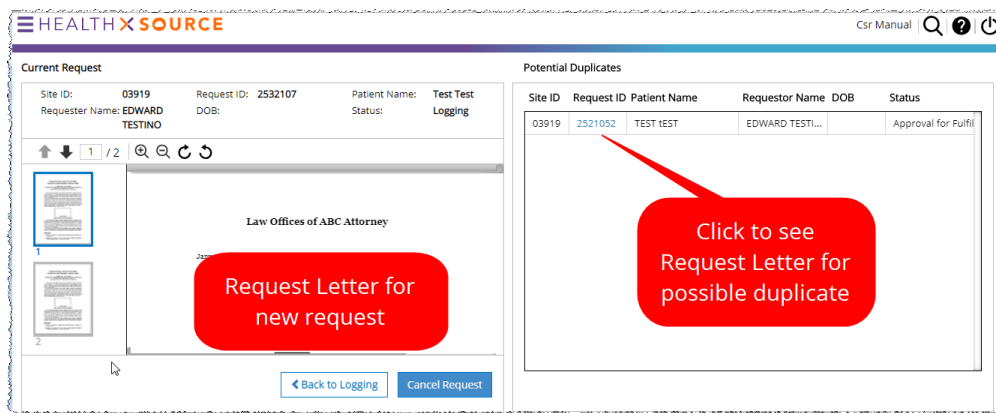 HEALTHXSOURCE
Csr Manual
Current Request
Site ID: 03919 Request ID: 2532107 Patient Name: Test Test
Requester Name: EDWARD TESTINO DOB: Status: Logging
1 / 2
1
2
Law Offices of ABC Attorney
Request Letter for
new request
Back to Logging
Cancel Request
Potential Duplicates
Site ID Request ID Patient Name Requestor Name DOB Status
03919 2521052 TEST tEST EDWARD TESTI... Approval for Fulfil
Click to see
Request Letter for
possible duplicate